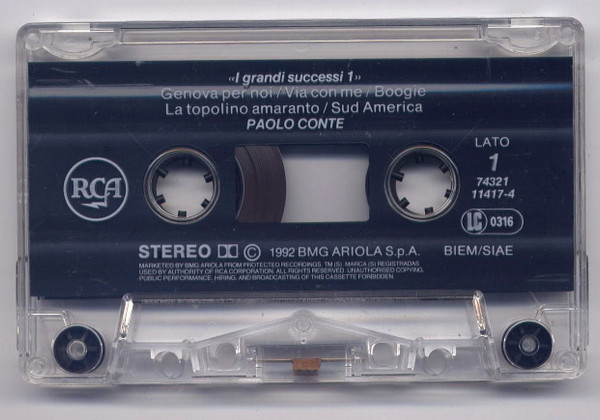 «I grandi successi 1»
Genova per noi / Via con me / Boogie
La topolino amaranto / Sud America
PAOLO CONTE
LATO
1
74321
11417-4
RCA
LC 0316
STEREO © 1992 BMG ARIOLA S.p.A. BIEM/SIAE
MARKETED BY BMG ARIOLA FROM PROTECTED RECORDINGS. TM (S). MARCA (S) REGISTRADAS
USED BY AUTHORITY OF RCA CORPORATION. ALL RIGHTS RESERVED. UNAUTHORISED COPYING,
PUBLIC PERFORMANCE, HIRING, AND BROADCASTING OF THIS CASSETTE FORBIDDEN.